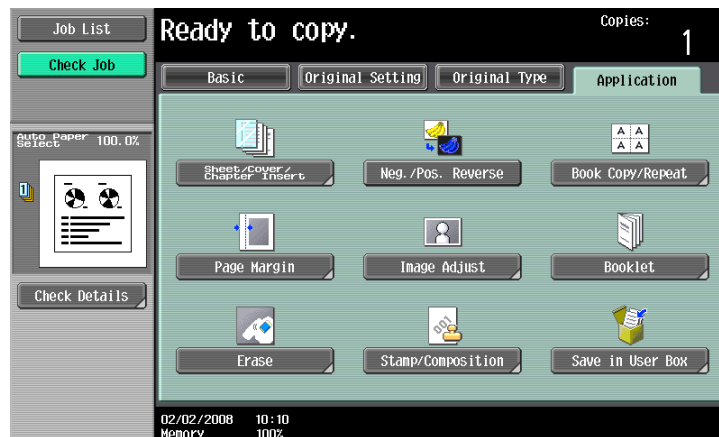 Job List
Ready to copy.
Copies:
1
Check Job
Basic
Original Setting
Original Type
Application
Auto Paper
Select
100.0%
Sheet/Cover/
Chapter Insert
Neg./Pos. Reverse
Book Copy/Repeat
A A
A A
1
Page Margin
Image Adjust
Booklet
Check Details
001
Erase
Stamp/Composition
Save in User Box
02/02/2008 10:10
Memory 100%